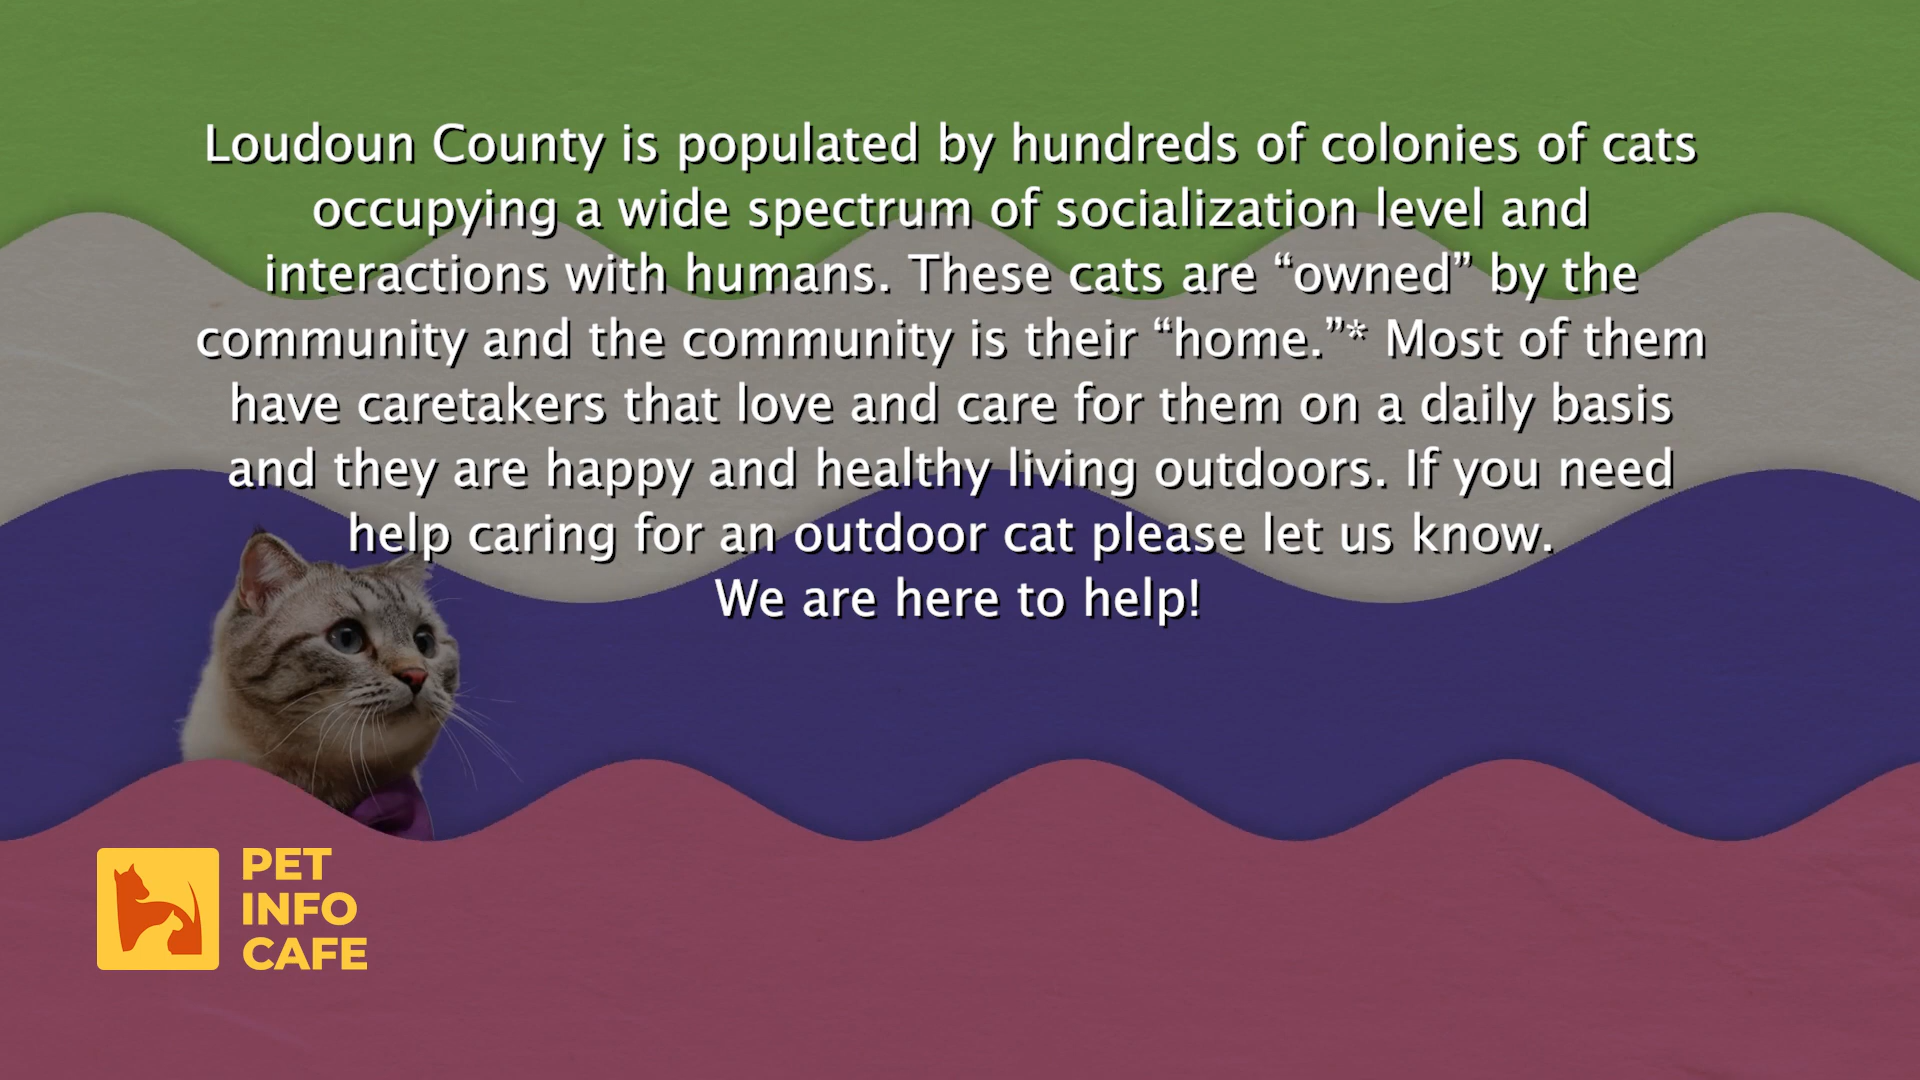 Loudoun County is populated by hundreds of colonies of cats
occupying a wide spectrum of socialization level and
interactions with humans. These cats are “owned” by the
community and the community is their “home.”* Most of them
have caretakers that love and care for them on a daily basis
and they are happy and healthy living outdoors. If you need
help caring for an outdoor cat please let us know.
We are here to help!
PET
INFO
CAFE